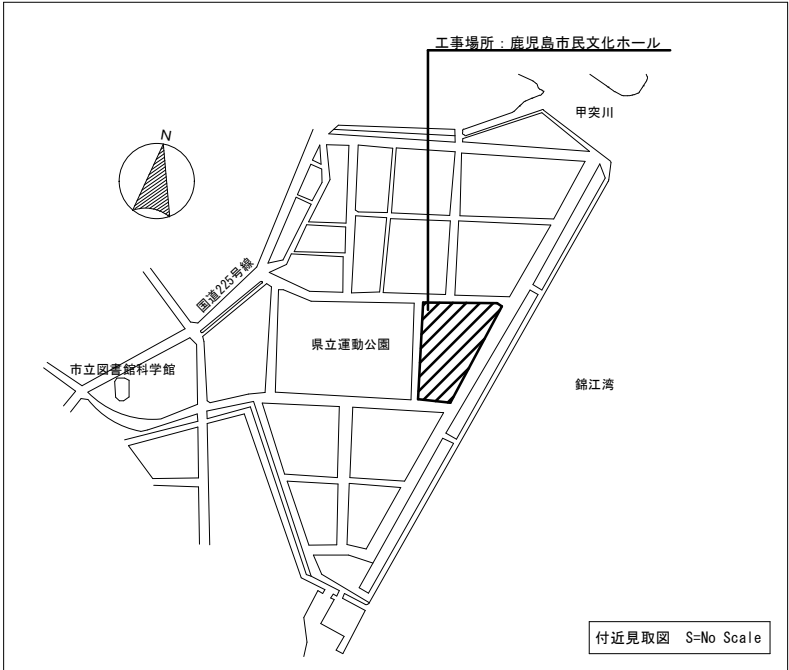 工事場所：鹿児島市民文化ホール
甲突川
N
国道225号線
県立運動公園
市立図書館科学館
錦江湾
付近見取図 S=No Scale